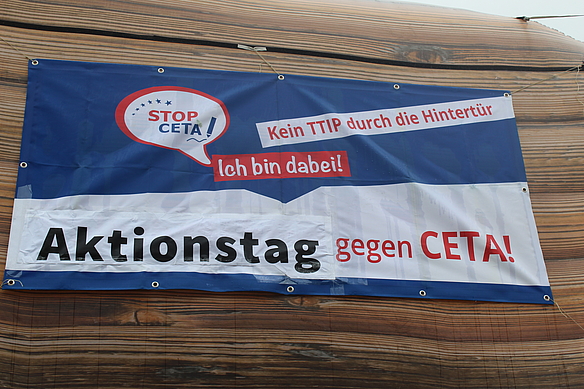 STOP
CETA!
Kein TTIP durch die Hintertür
Ich bin dabei!
Aktionstag gegen CETA!